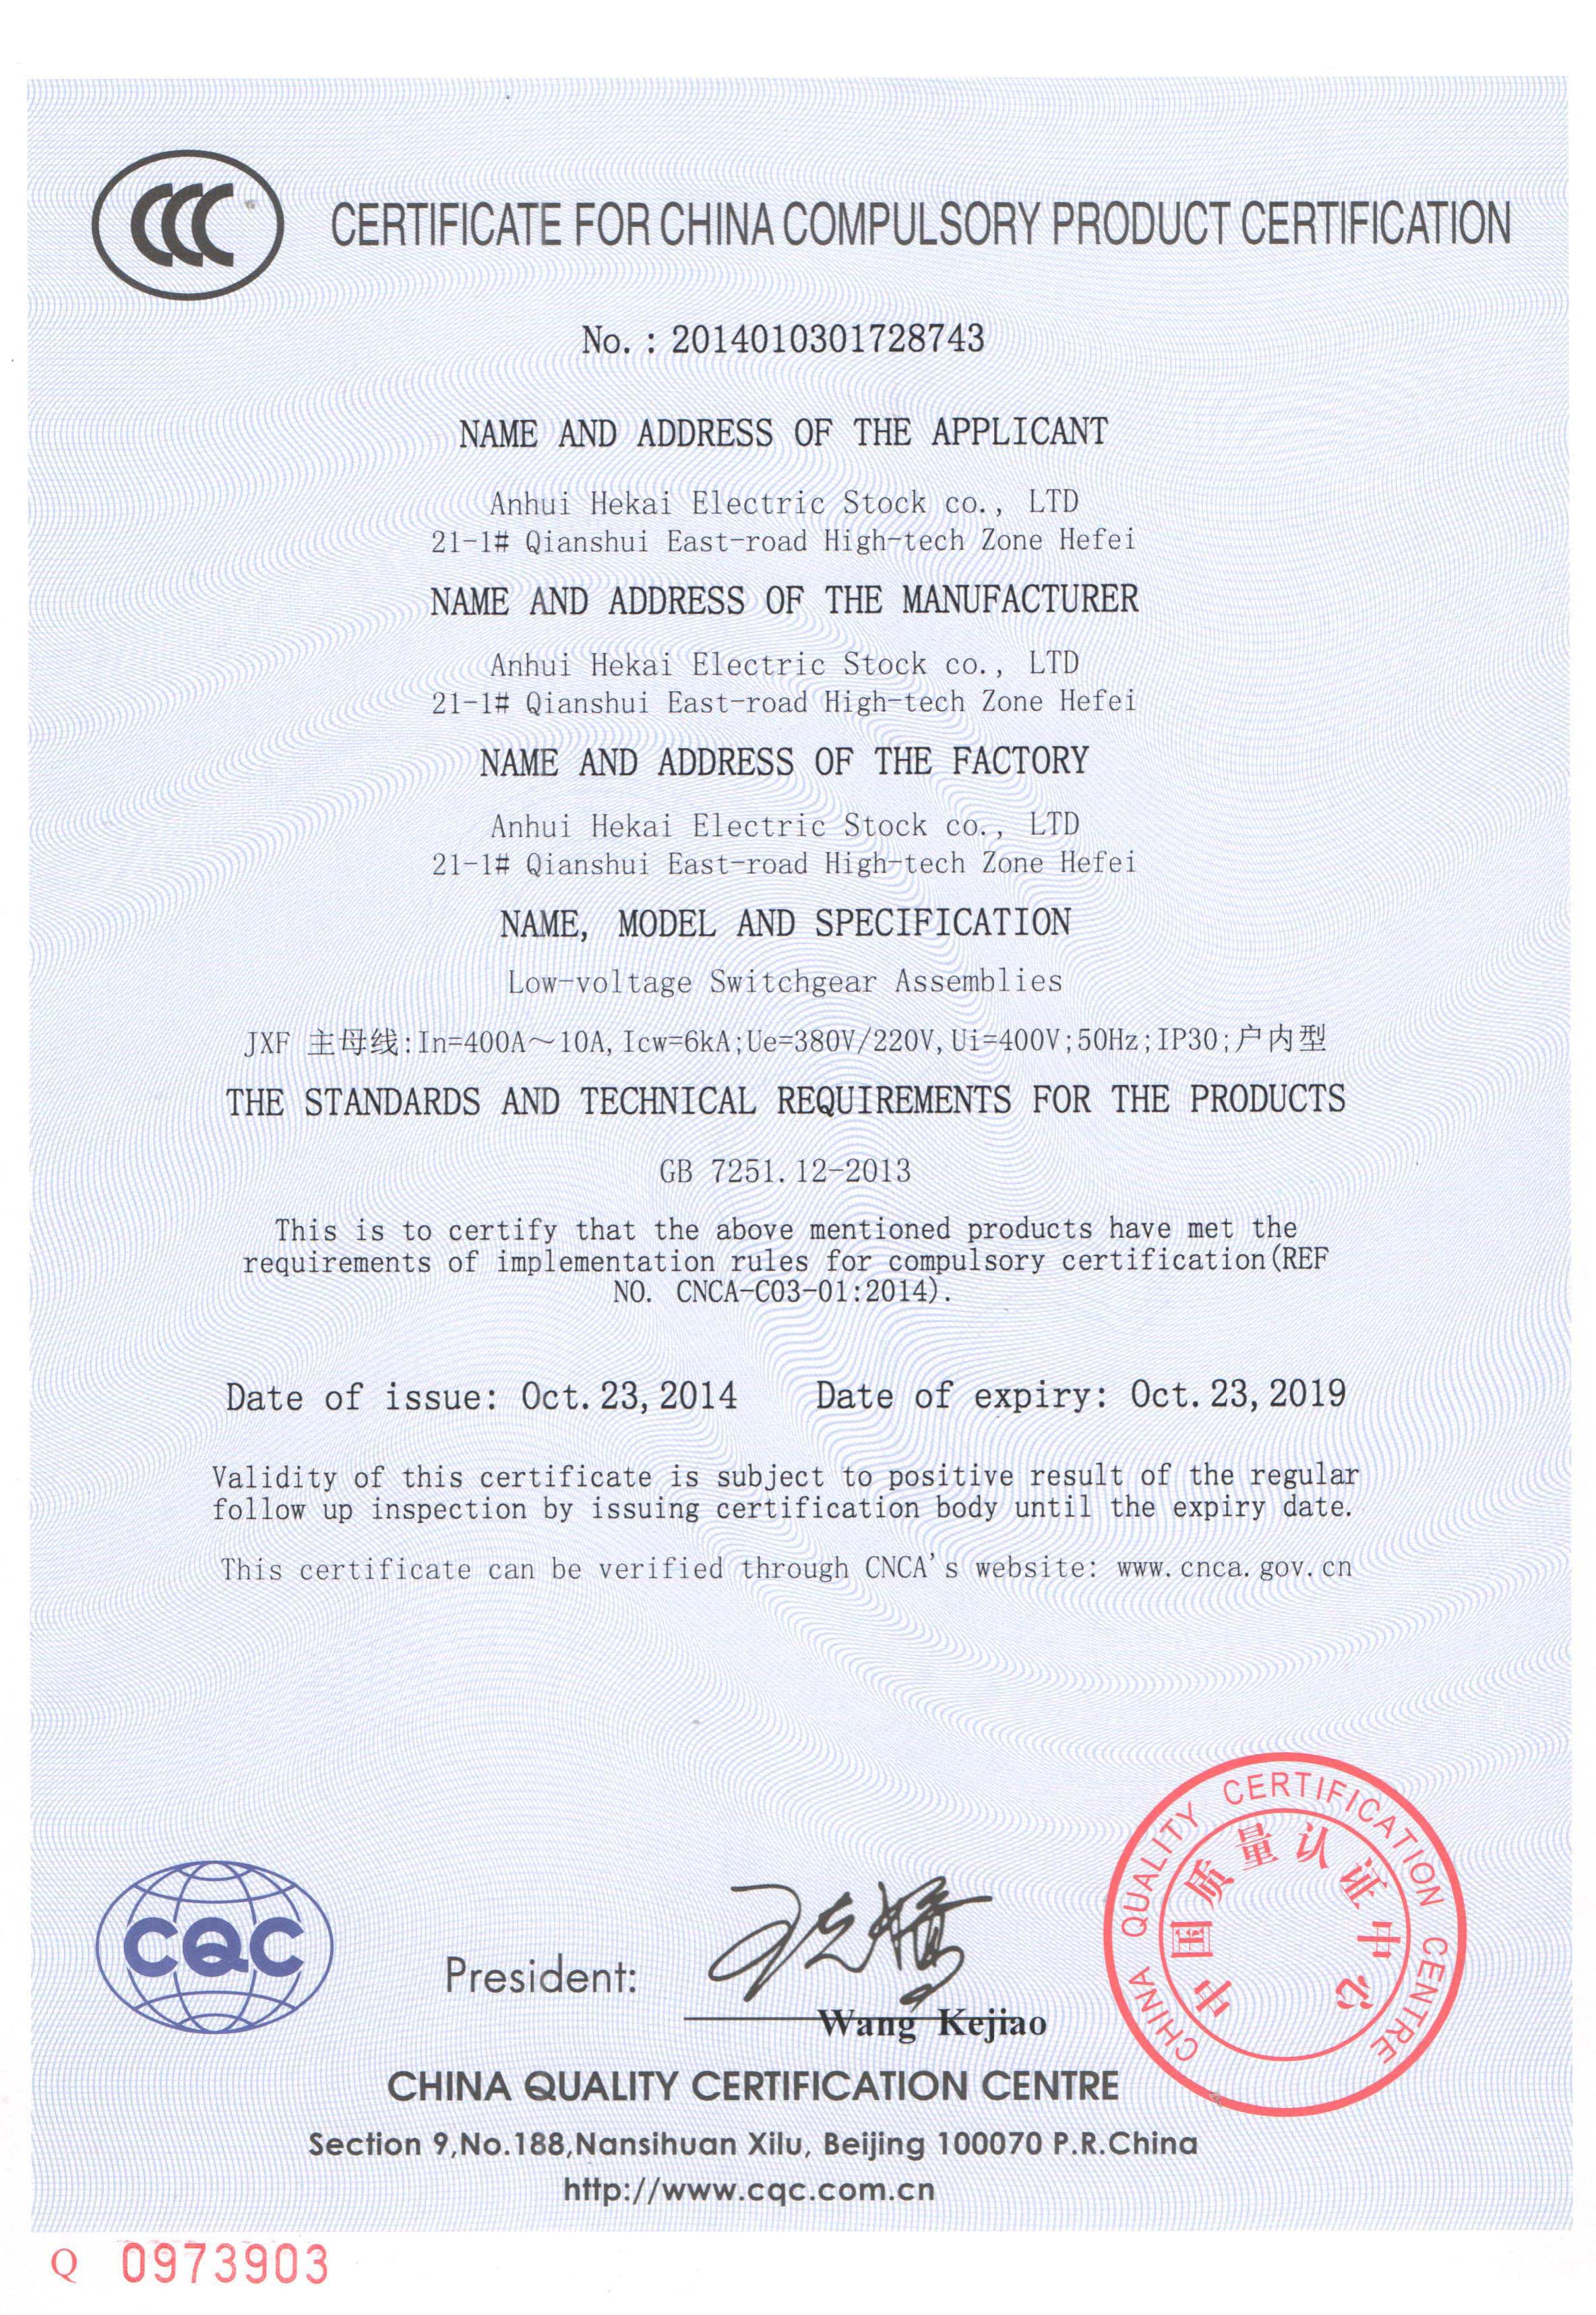 CCC
CERTIFICATE FOR CHINA COMPULSORY PRODUCT CERTIFICATION
No. : 2014010301728743
NAME AND ADDRESS OF THE APPLICANT
Anhui Hekai Electric Stock co., LTD
21-1# Qianshui East-road High-tech Zone Hefei
NAME AND ADDRESS OF THE MANUFACTURER
Anhui Hekai Electric Stock co., LTD
21-1# Qianshui East-road High-tech Zone Hefei
NAME AND ADDRESS OF THE FACTORY
Anhui Hekai Electric Stock co., LTD
21-1# Qianshui East-road High-tech Zone Hefei
NAME, MODEL AND SPECIFICATION
Low-voltage Switchgear Assemblies
JXF 主母线:In=400A～10A, Icw=6kA;Ue=380V/220V, Ui=400V;50Hz;IP30;户内型
THE STANDARDS AND TECHNICAL REQUIREMENTS FOR THE PRODUCTS
GB 7251.12-2013
This is to certify that the above mentioned products have met the
requirements of implementation rules for compulsory certification(REF
NO. CNCA-C03-01:2014).
Date of issue: Oct. 23, 2014 Date of expiry: Oct. 23, 2019
Validity of this certificate is subject to positive result of the regular
follow up inspection by issuing certification body until the expiry date.
This certificate can be verified through CNCA's website: www.cnca.gov.cn
CHINA QUALITY CERTIFICATION CENTRE
中国质量认证中心
CQC
President:
Wang Kejiao
CHINA QUALITY CERTIFICATION CENTRE
Section 9,No.188,Nansihuan Xilu, Beijing 100070 P.R.China
http://www.cqc.com.cn
Q 0973903